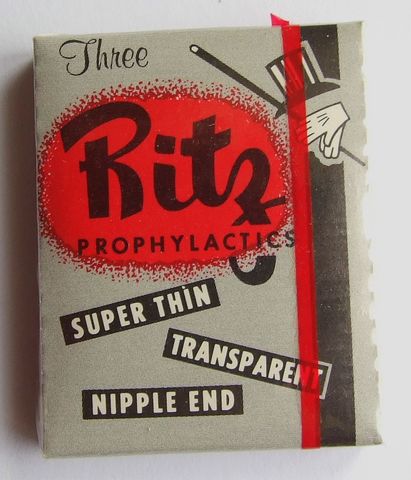 Three
Ritz
PROPHYLACTICS
SUPER THIN
TRANSPARENT
NIPPLE END